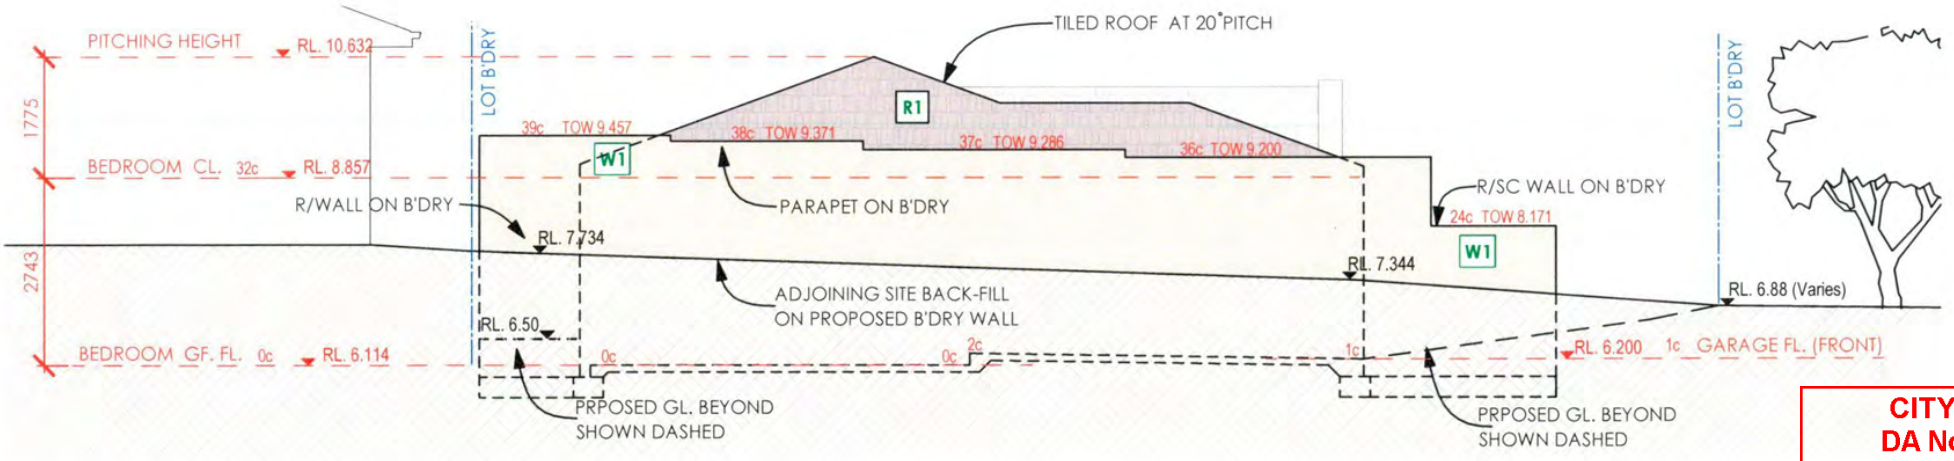 PITCHING HEIGHT RL. 10.632
LOT B'DRY
TILED ROOF AT 20°PITCH
LOT B'DRY
1775
R1
39c TOW 9.457
38c TOW 9.371
37c TOW 9.286
36c TOW 9.200
W1
BEDROOM CL. 32c RL. 8.857
R/WALL ON B'DRY
PARAPET ON B'DRY
R/SC WALL ON B'DRY
24c TOW 8.171
W1
RL. 7.734
RL. 7.344
2743
ADJOINING SITE BACK-FILL
ON PROPOSED B'DRY WALL
RL. 6.88 (Varies)
RL. 6.50
BEDROOM GF. FL. 0c RL. 6.114
0c
0c
2c
1c
RL. 6.200 1c GARAGE FL. (FRONT)
PRPOSED GL. BEYOND
SHOWN DASHED
PRPOSED GL. BEYOND
SHOWN DASHED
CITY
DA No